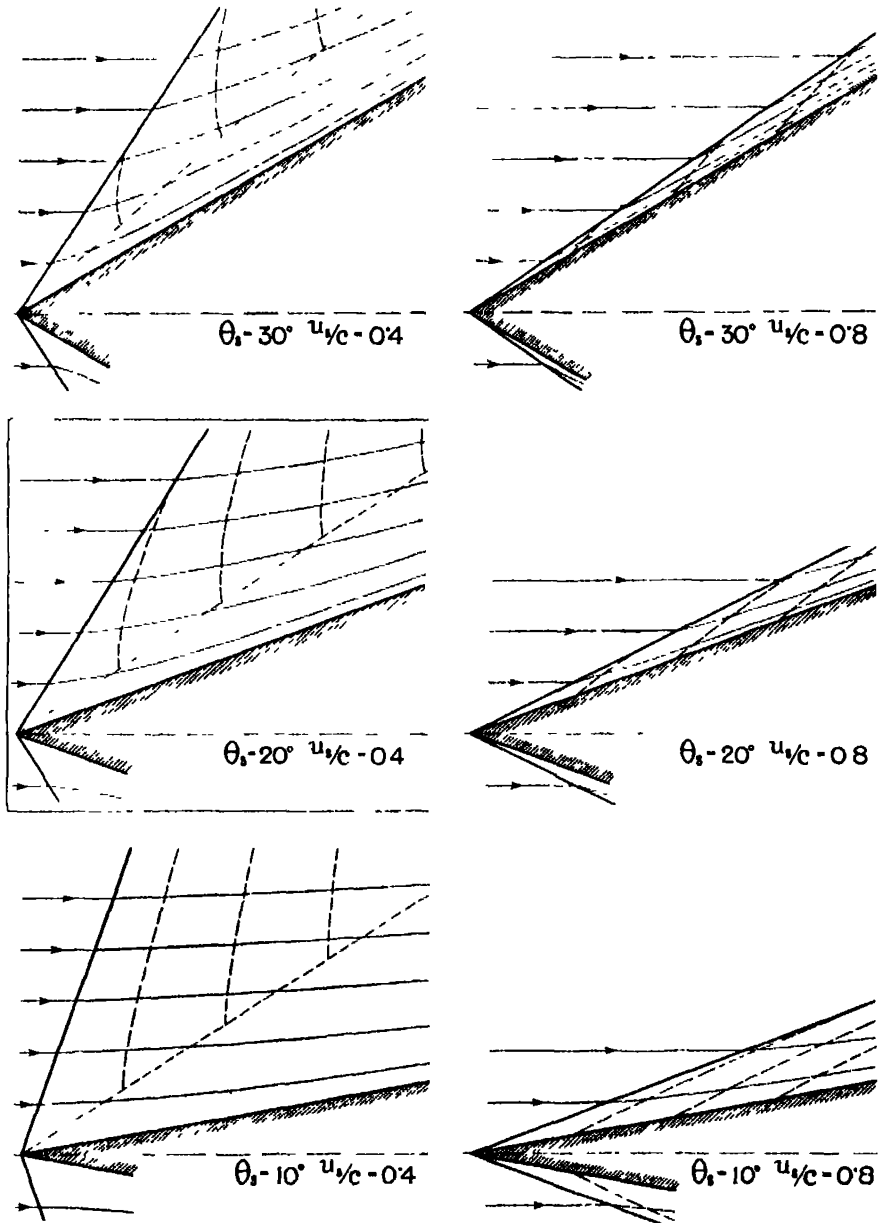 θₛ = 30° uₛ/c = 0·4
θₛ = 30° uₛ/c = 0·8
θₛ = 20° uₛ/c = 0 4
θₛ = 20° uₛ/c = 0 8
θₛ = 10° uₛ/c = 0·4
θₛ = 10° uₛ/c = 0·8